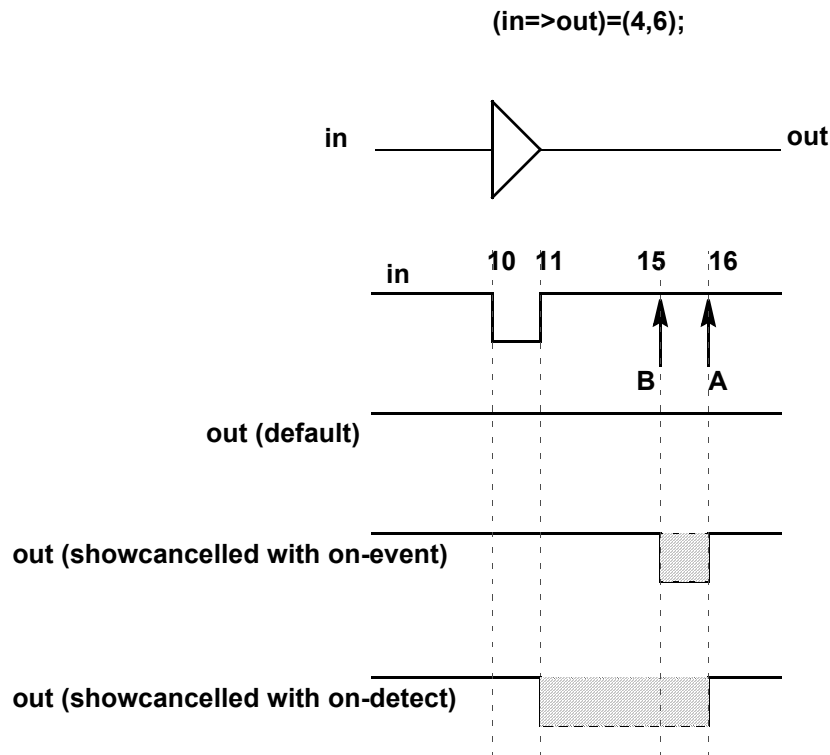 (in=>out)=(4,6);
in
out
10 11 15 16
in
B A
out (default)
out (showcancelled with on-event)
out (showcancelled with on-detect)